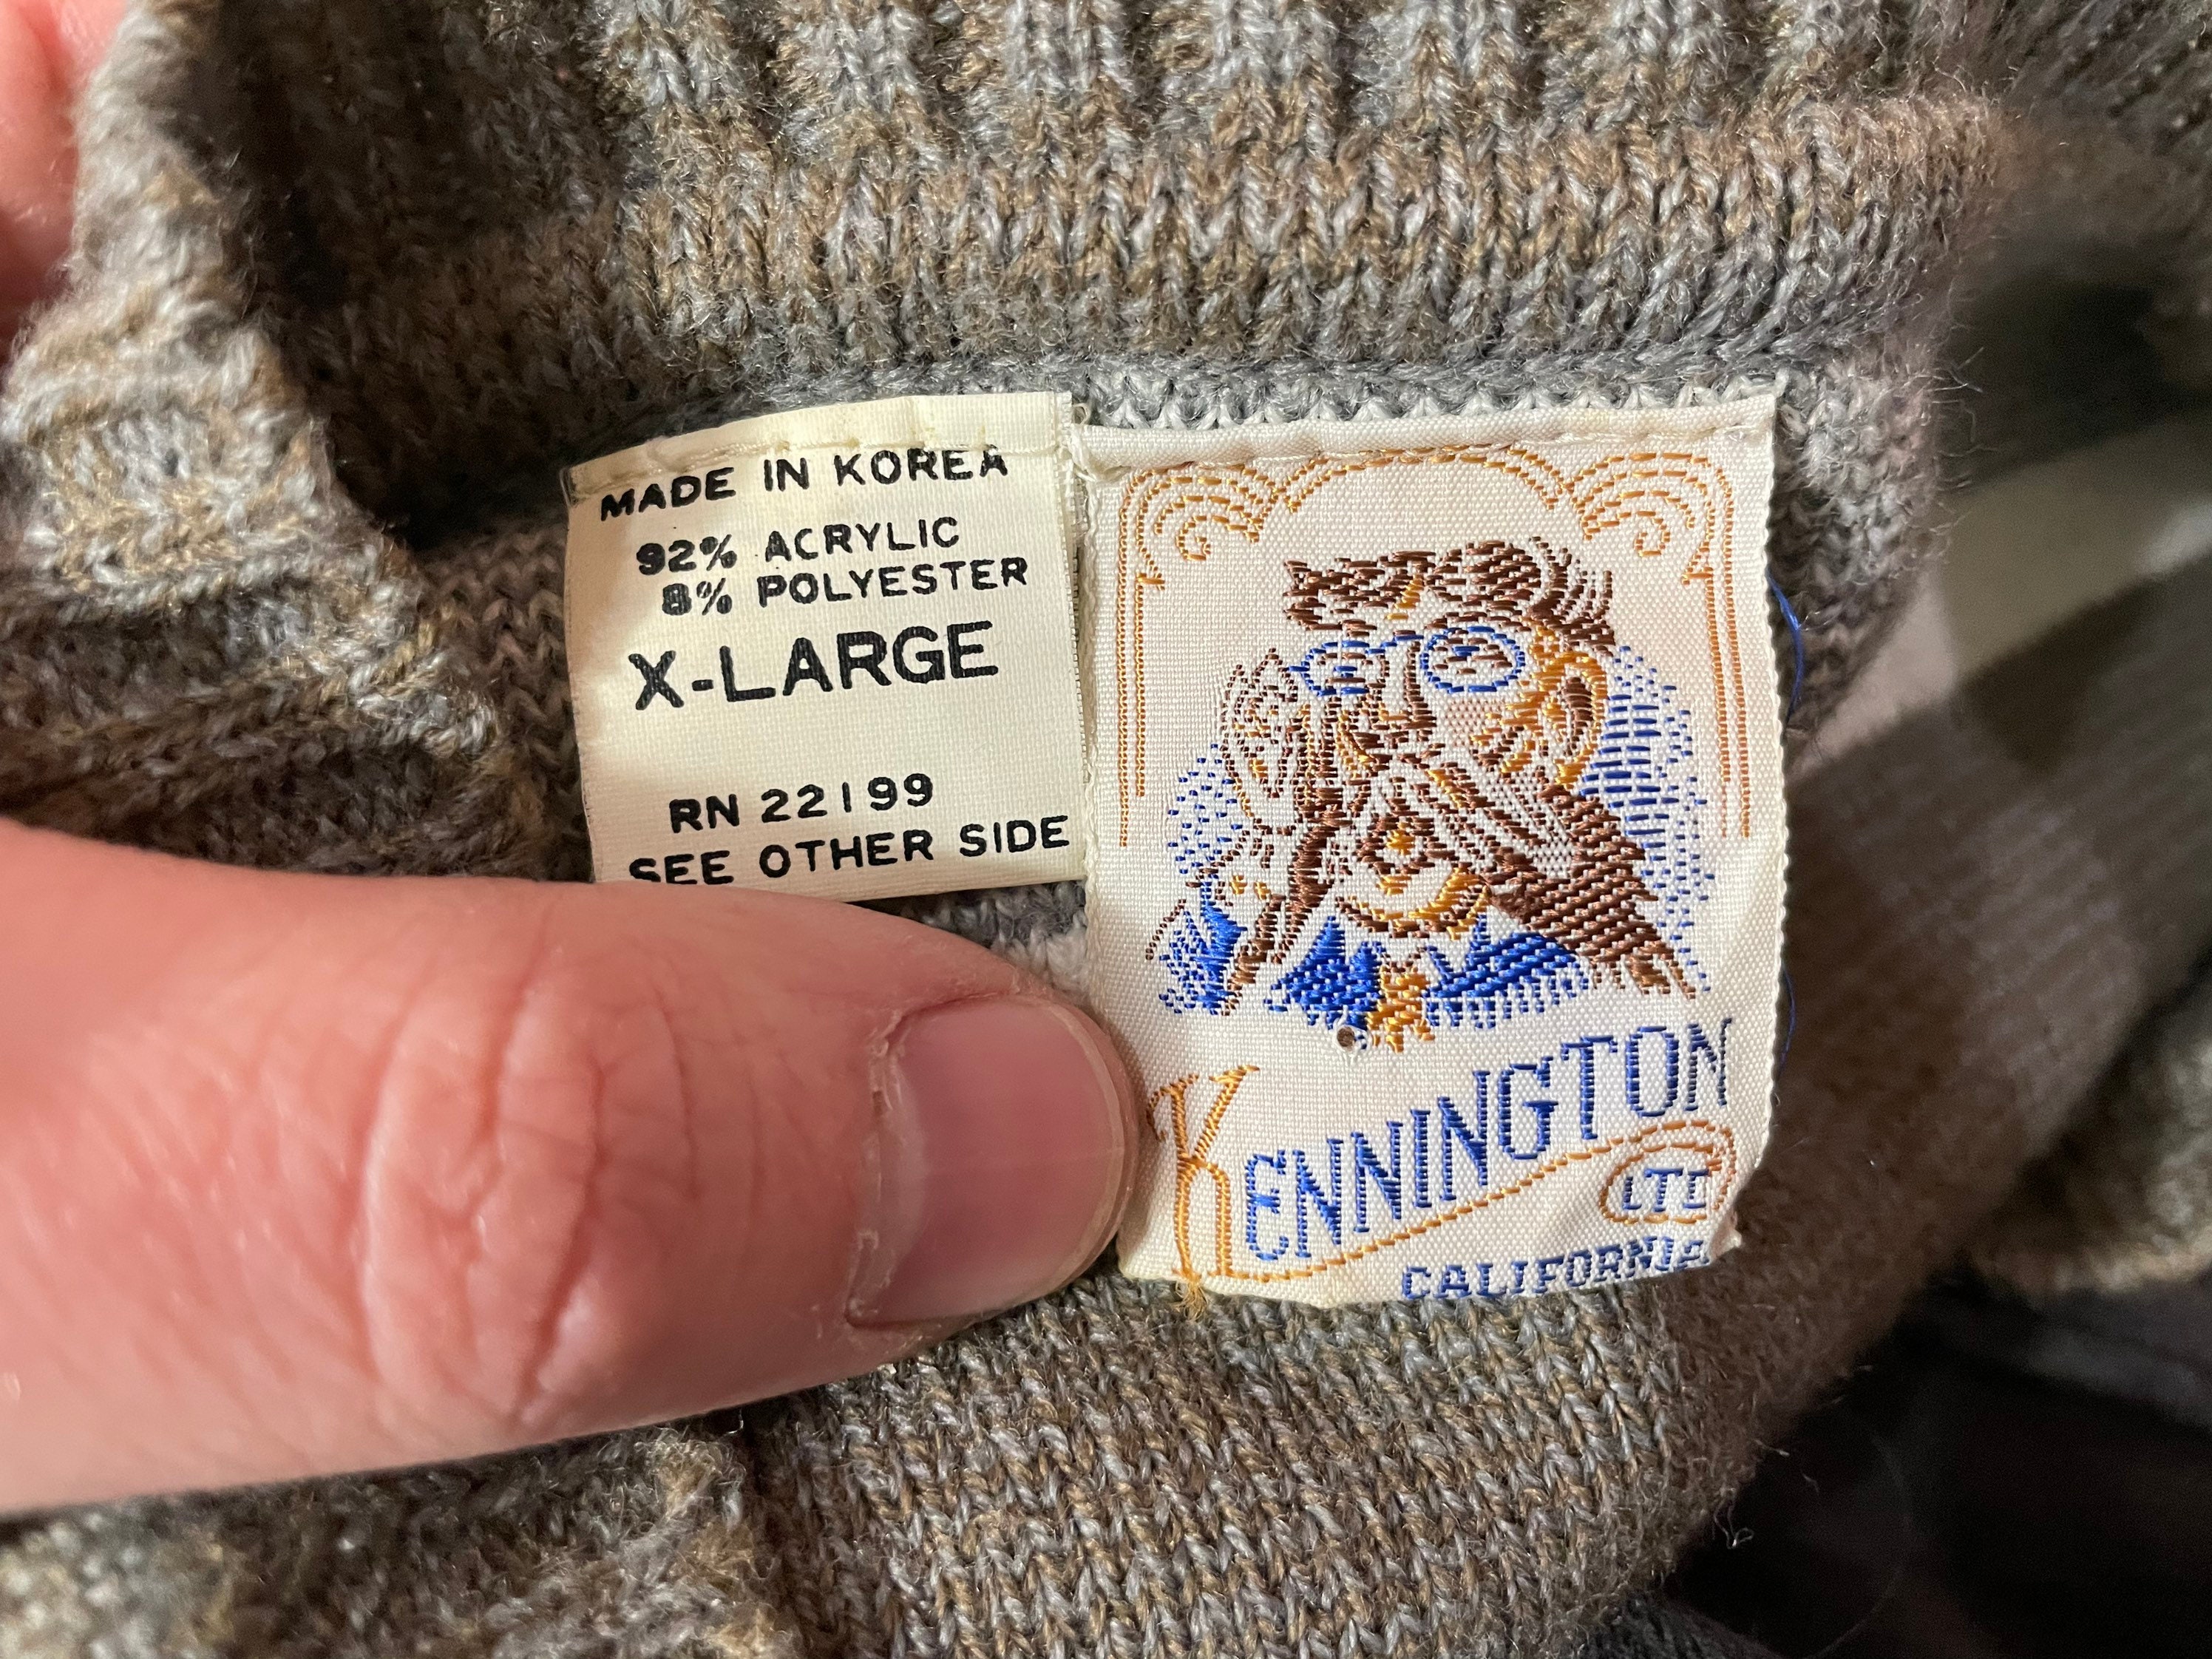 MADE IN KOREA
92% ACRYLIC
8% POLYESTER
X-LARGE
RN 22199
SEE OTHER SIDE
KENNINGTON
LTD
CALIFORNIA